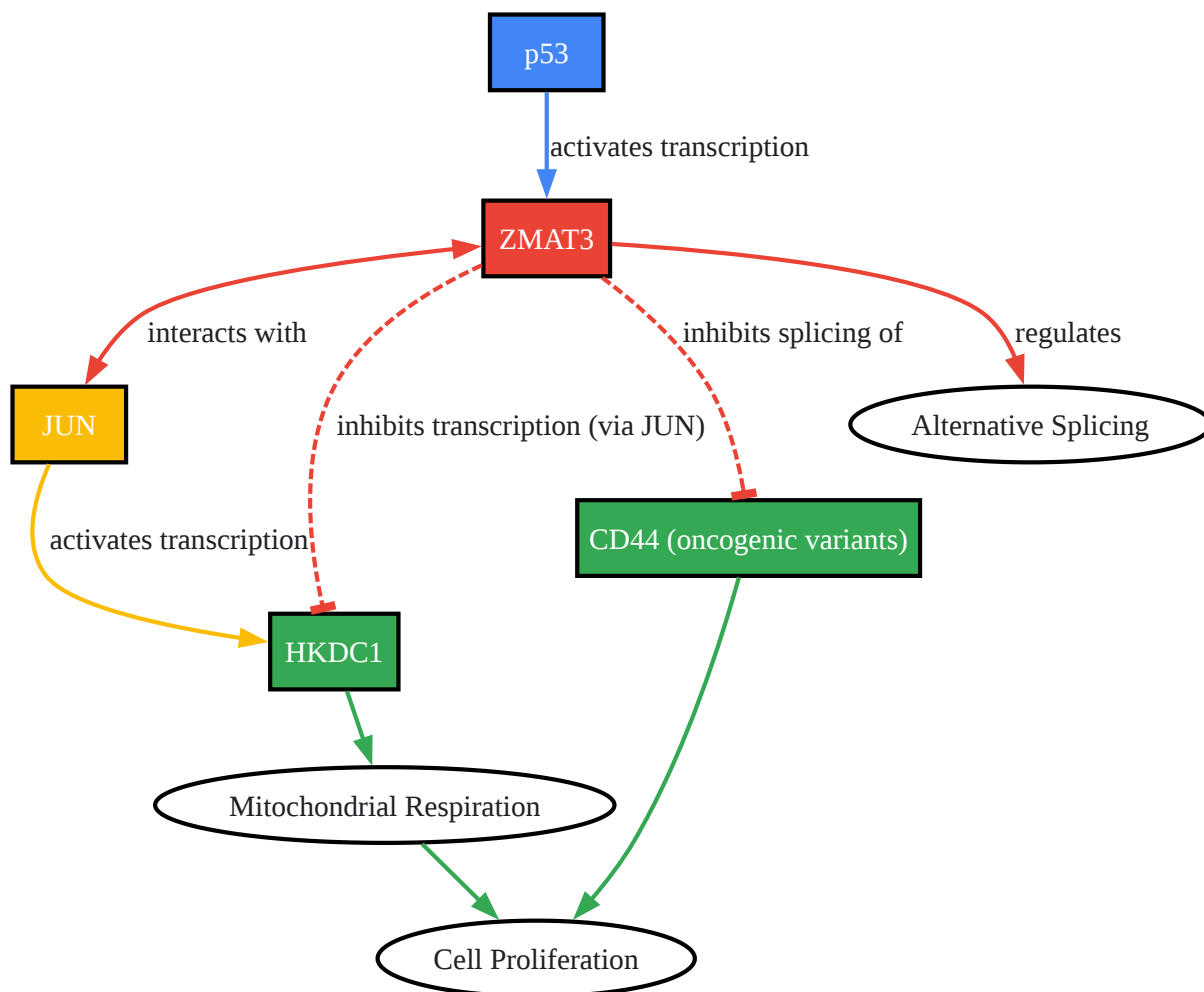 p53
activates transcription
ZMAT3
interacts with
inhibits splicing of
regulates
JUN
inhibits transcription (via JUN)
Alternative Splicing
activates transcription
CD44 (oncogenic variants)
HKDC1
Mitochondrial Respiration
Cell Proliferation